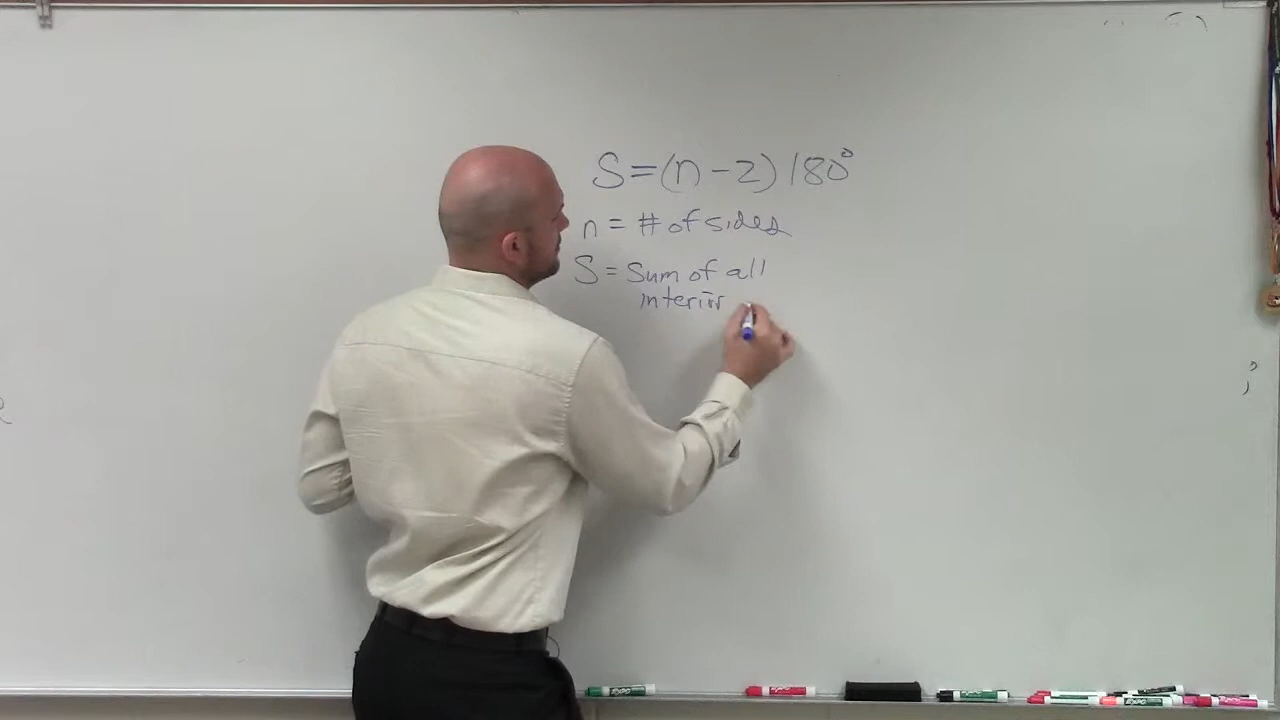 S=(n-2)180°
n = # of sides
S = Sum of all
interior